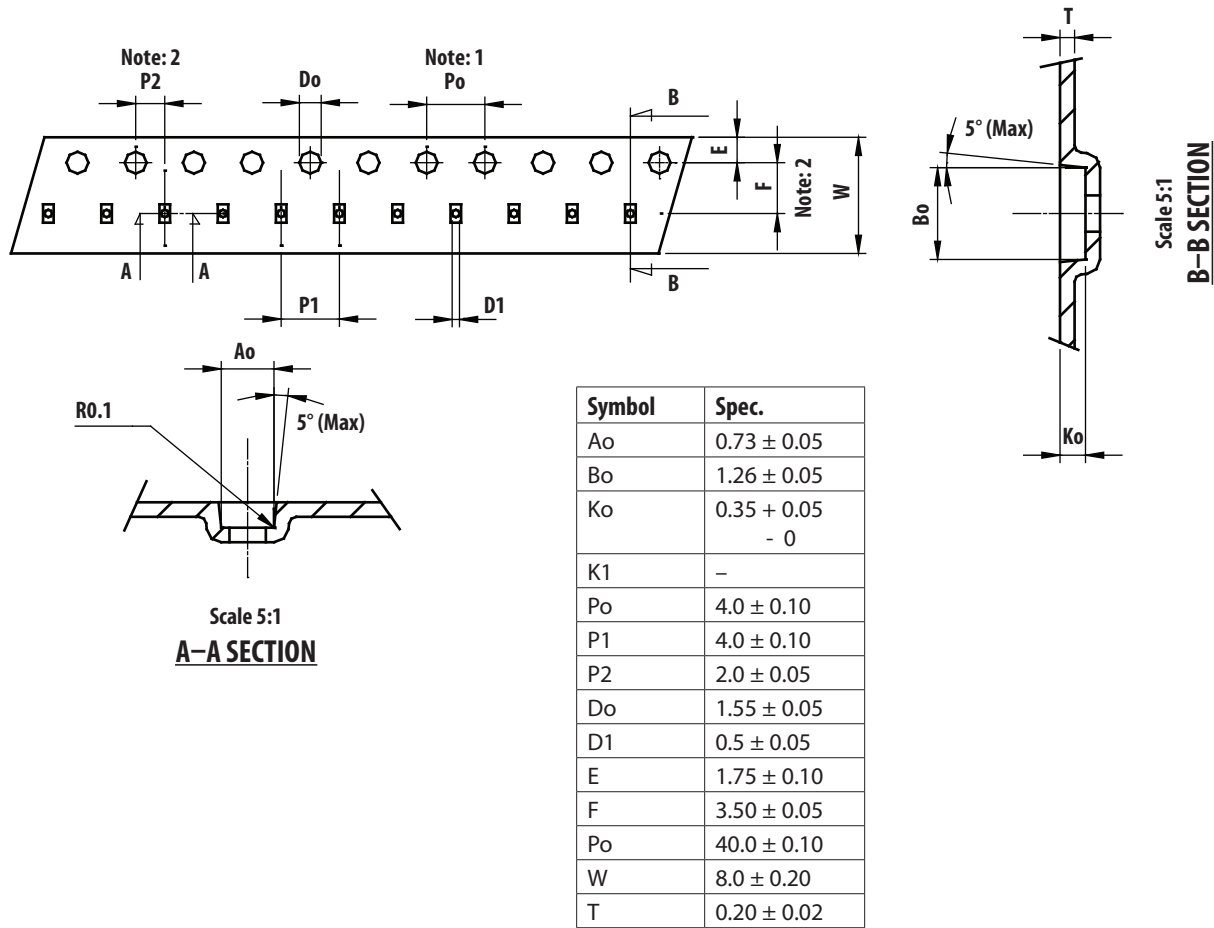 T
Note: 2
P2
Do
Note: 1
Po
B
E
F
Note: 2
W
5° (Max)
Bo
Scale 5:1
B–B SECTION
A
A
B
P1
D1
Ao
R0.1
5° (Max)
Ko
Scale 5:1
A–A SECTION
Symbol Spec.
Ao 0.73 ± 0.05
Bo 1.26 ± 0.05
Ko 0.35 + 0.05
- 0
K1 –
Po 4.0 ± 0.10
P1 4.0 ± 0.10
P2 2.0 ± 0.05
Do 1.55 ± 0.05
D1 0.5 ± 0.05
E 1.75 ± 0.10
F 3.50 ± 0.05
Po 40.0 ± 0.10
W 8.0 ± 0.20
T 0.20 ± 0.02